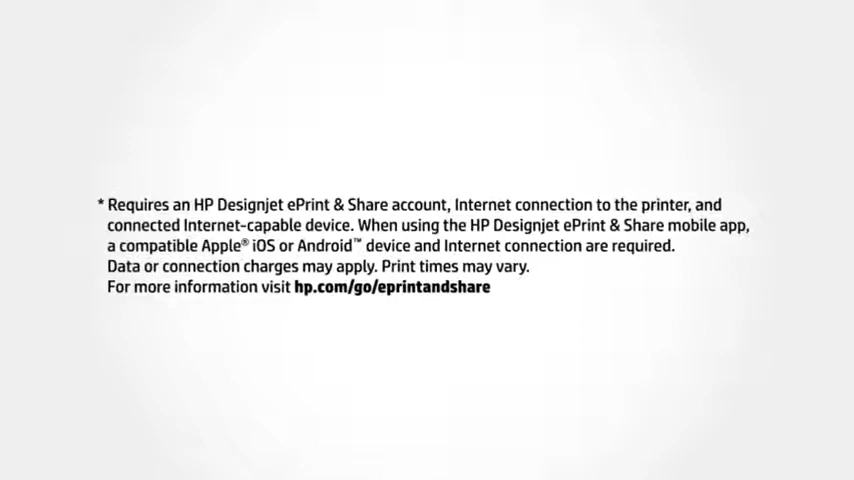 * Requires an HP Designjet ePrint & Share account, Internet connection to the printer, and
connected Internet-capable device. When using the HP Designjet ePrint & Share mobile app,
a compatible Apple® iOS or Android™ device and Internet connection are required.
Data or connection charges may apply. Print times may vary.
For more information visit hp.com/go/eprintandshare